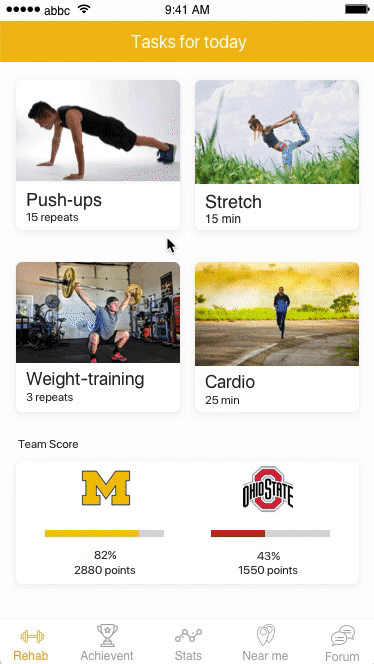 abbc 9:41 AM
Tasks for today
Push-ups
15 repeats
Stretch
15 min
Weight-training
3 repeats
Cardio
25 min
Team Score
M
OHIO STATE
82%
2880 points
43%
1550 points
Rehab
Achievent
Stats
Near me
Forum